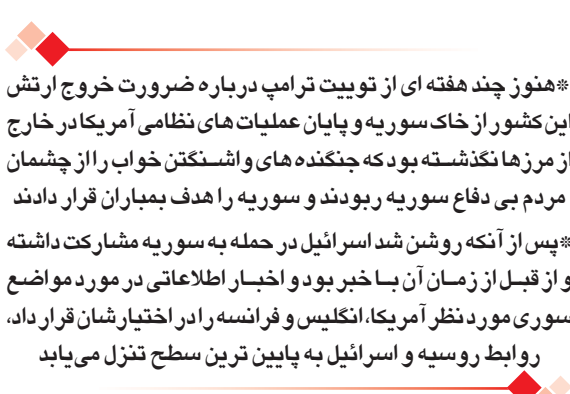 *هنوز چند هفته ای از توییت ترامپ درباره ضرورت خروج ارتش
این کشور از خاک سوریه و پایان عملیات های نظامی آمریکا در خارج
از مرزها نگذشته بود که جنگنده های واشنگتن خواب را از چشمان
مردم بی دفاع سوریه ربودند و سوریه را هدف بمباران قرار دادند
*پس از آنکه روشن شد اسرائیل در حمله به سوریه مشارکت داشته
و از قبل از زمان آن با خبر بود و اخبار اطلاعاتی در مورد مواضع
سوری مورد نظر آمریکا، انگلیس و فرانسه را در اختیارشان قرار داد،
روابط روسیه و اسرائیل به پایین ترین سطح تنزل می‌یابد